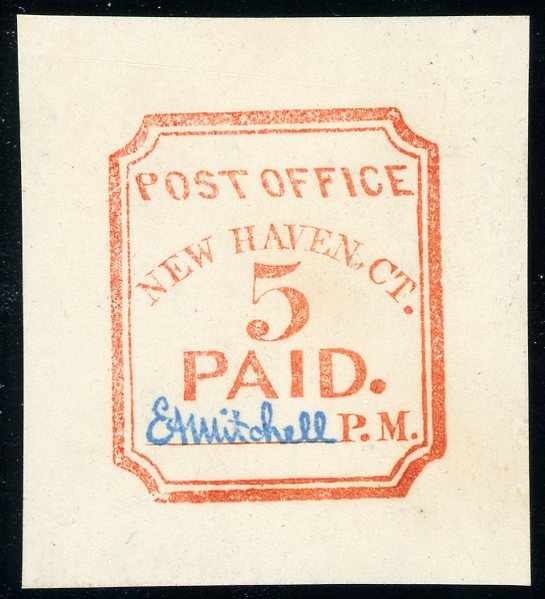 POST OFFICE
NEW HAVEN, CT.
5
PAID.
E A Mitchell P. M.